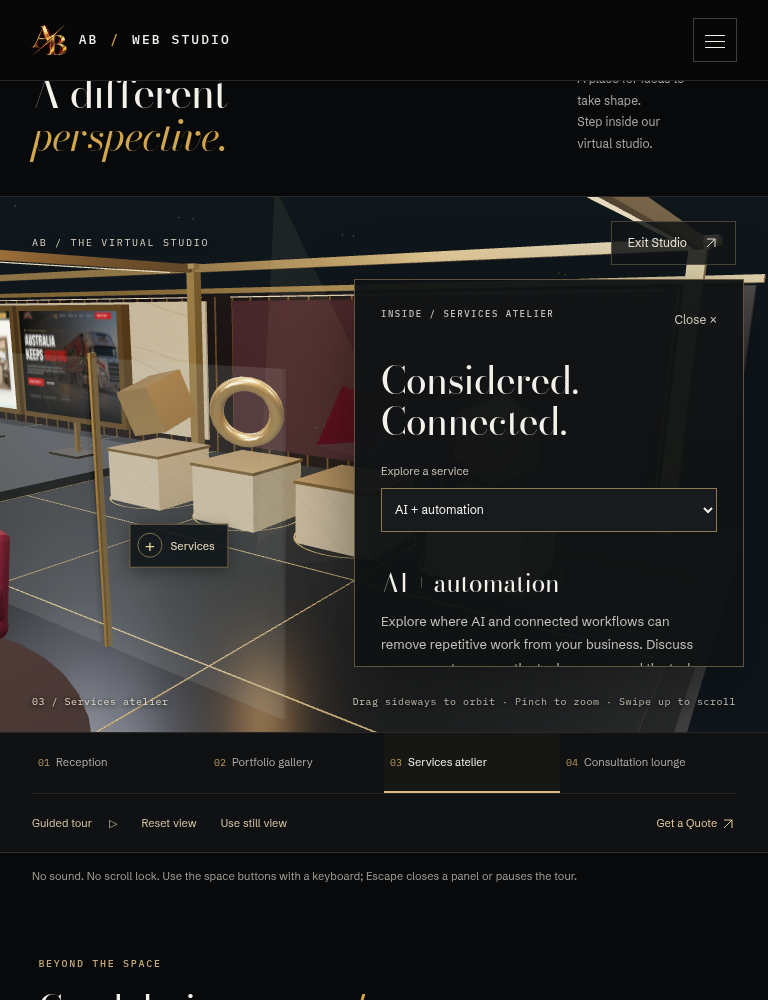 AB / WEB STUDIO
A different
A place for ideas to
take shape.
perspective.
Step inside our
virtual studio.
AB / THE VIRTUAL STUDIO
Exit Studio
INSIDE / SERVICES ATELIER
Close ×
AUSTRALIA
KEEPS
Considered.
Connected.
Explore a service
AI + automation
+ Services
AI + automation
Explore where AI and connected workflows can
remove repetitive work from your business. Discuss
03 / Services atelier
Drag sideways to orbit · Pinch to zoom · Swipe up to scroll
01 Reception
02 Portfolio gallery
03 Services atelier
04 Consultation lounge
Guided tour ▷
Reset view
Use still view
Get a Quote
No sound. No scroll lock. Use the space buttons with a keyboard; Escape closes a panel or pauses the tour.
BEYOND THE SPACE